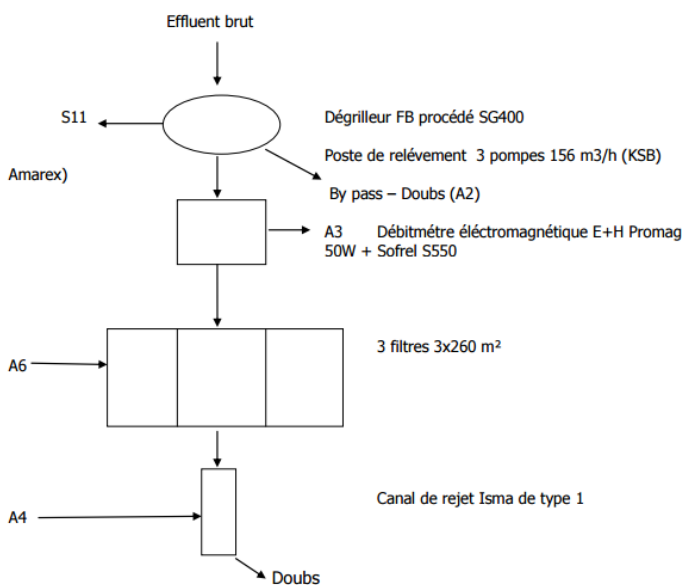 Effluent brut
S11
Dégrilleur FB procédé SG400
Poste de relévement 3 pompes 156 m3/h (KSB)
Amarex)
By pass – Doubs (A2)
A3 Débitmétre éléctromagnétique E+H Promag
50W + Sofrel S550
3 filtres 3x260 m²
A6
Canal de rejet Isma de type 1
A4
Doubs